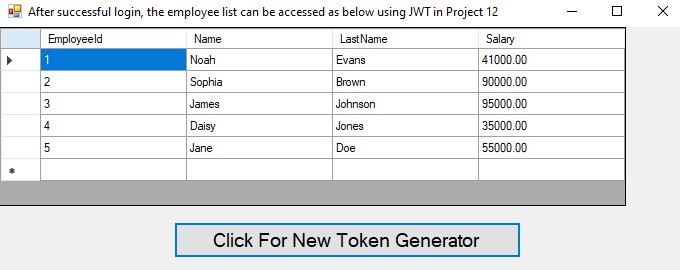 After successful login, the employee list can be accessed as below using JWT in Project 12
EmployeeId Name LastName Salary
1 Noah Evans 41000.00
2 Sophia Brown 90000.00
3 James Johnson 95000.00
4 Daisy Jones 35000.00
5 Jane Doe 55000.00
Click For New Token Generator